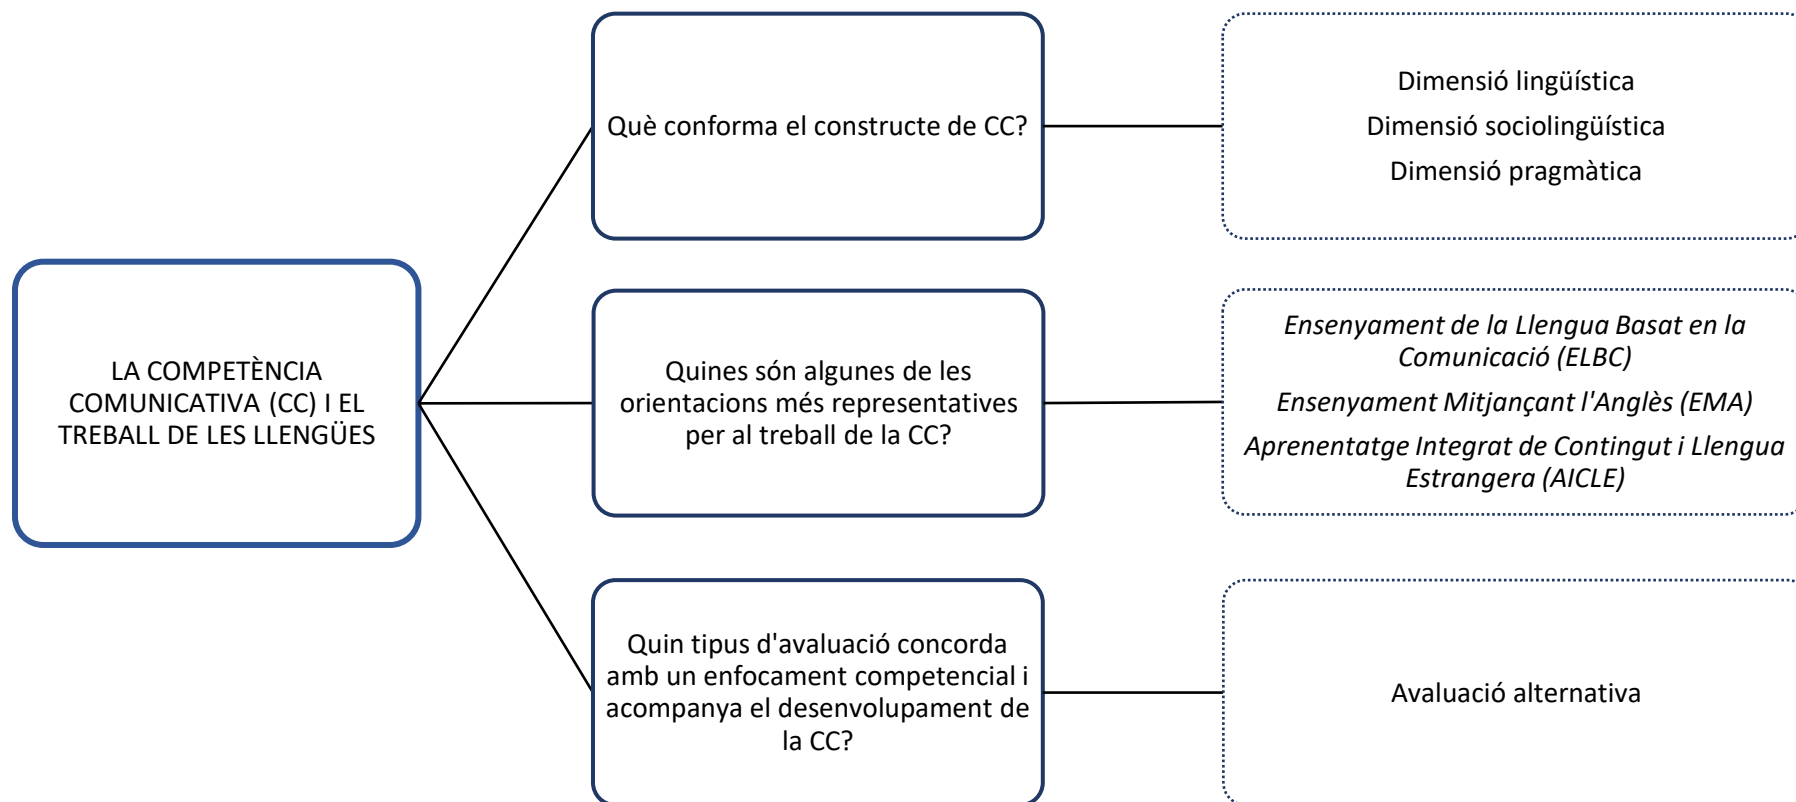 LA COMPETÈNCIA
COMUNICATIVA (CC) I EL
TREBALL DE LES LLENGÜES
Què conforma el constructe de CC?
Dimensió lingüística
Dimensió sociolingüística
Dimensió pragmàtica
Quines són algunes de les
orientacions més representatives
per al treball de la CC?
Ensenyament de la Llengua Basat en la
Comunicació (ELBC)
Ensenyament Mitjançant l'Anglès (EMA)
Aprenentatge Integrat de Contingut i Llengua
Estrangera (AICLE)
Quin tipus d'avaluació concorda
amb un enfocament competencial i
acompanya el desenvolupament de
la CC?
Avaluació alternativa